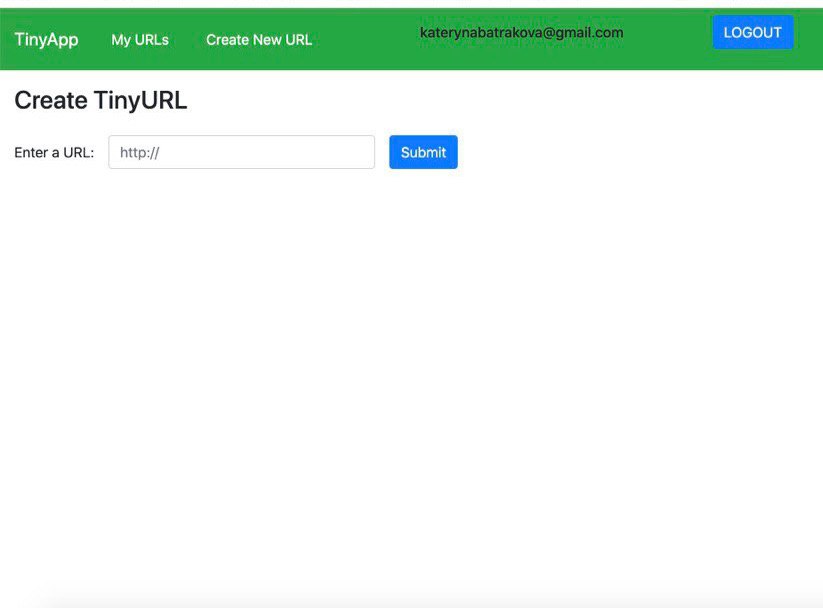 TinyApp My URLs Create New URL katerynabatrakova@gmail.com LOGOUT
Create TinyURL
Enter a URL: http:// Submit